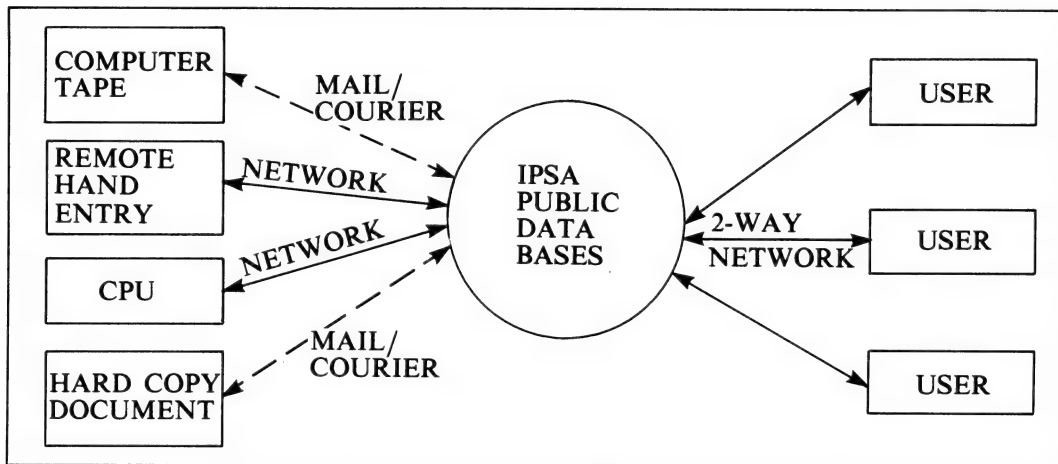 COMPUTER
TAPE
MAIL/
COURIER
REMOTE
HAND
ENTRY
NETWORK
CPU
NETWORK
HARD COPY
DOCUMENT
MAIL/
COURIER
IPSA
PUBLIC
DATA
BASES
USER
2-WAY
NETWORK
USER
USER